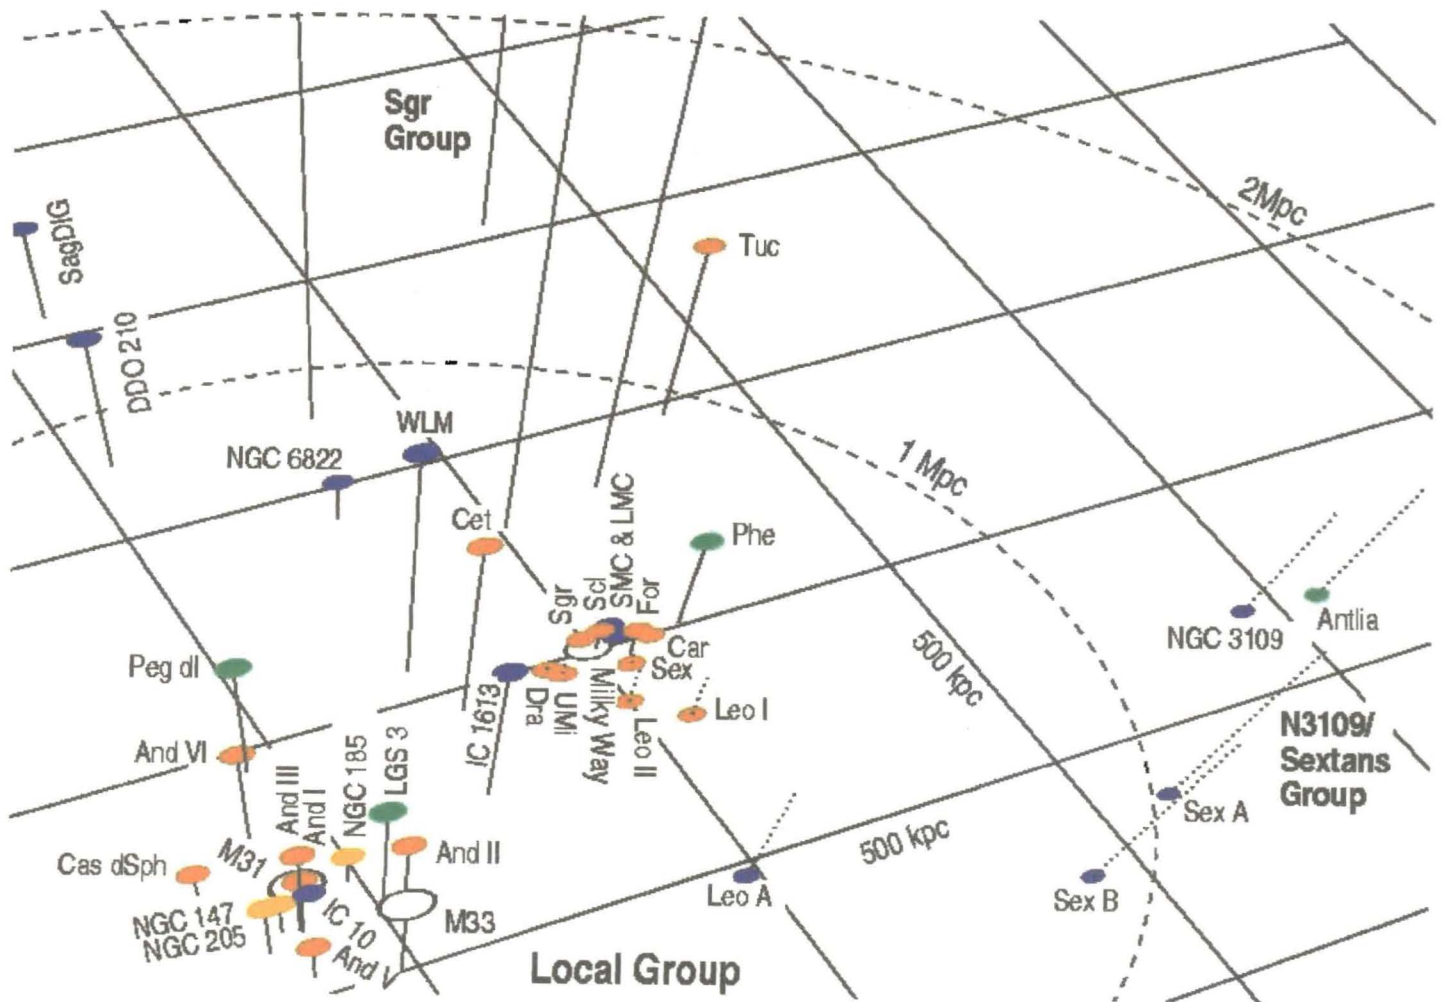 Sgr
Group
2Mpc
SagDIG
Tuc
DDO 210
WLM
NGC 6822
1 Mpc
Cet
Phe
Sgr
Scl
SMC & LMC
For
Car
Sex
Antlia
NGC 3109
500 kpc
Peg dI
IC 1613
Dra
UMi
Milky Way
Leo II
Leo I
And VI
N3109/
Sextans
Group
And III
And I
NGC 185
LGS 3
Sex A
M31
And II
500 kpc
Cas dSph
Leo A
Sex B
NGC 147
NGC 205
IC 10
M33
And V
Local Group